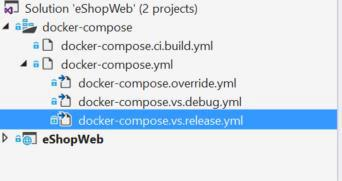 Solution 'eShopWeb' (2 projects)
docker-compose
docker-compose.ci.build.yml
docker-compose.yml
docker-compose.override.yml
docker-compose.vs.debug.yml
docker-compose.vs.release.yml
eShopWeb